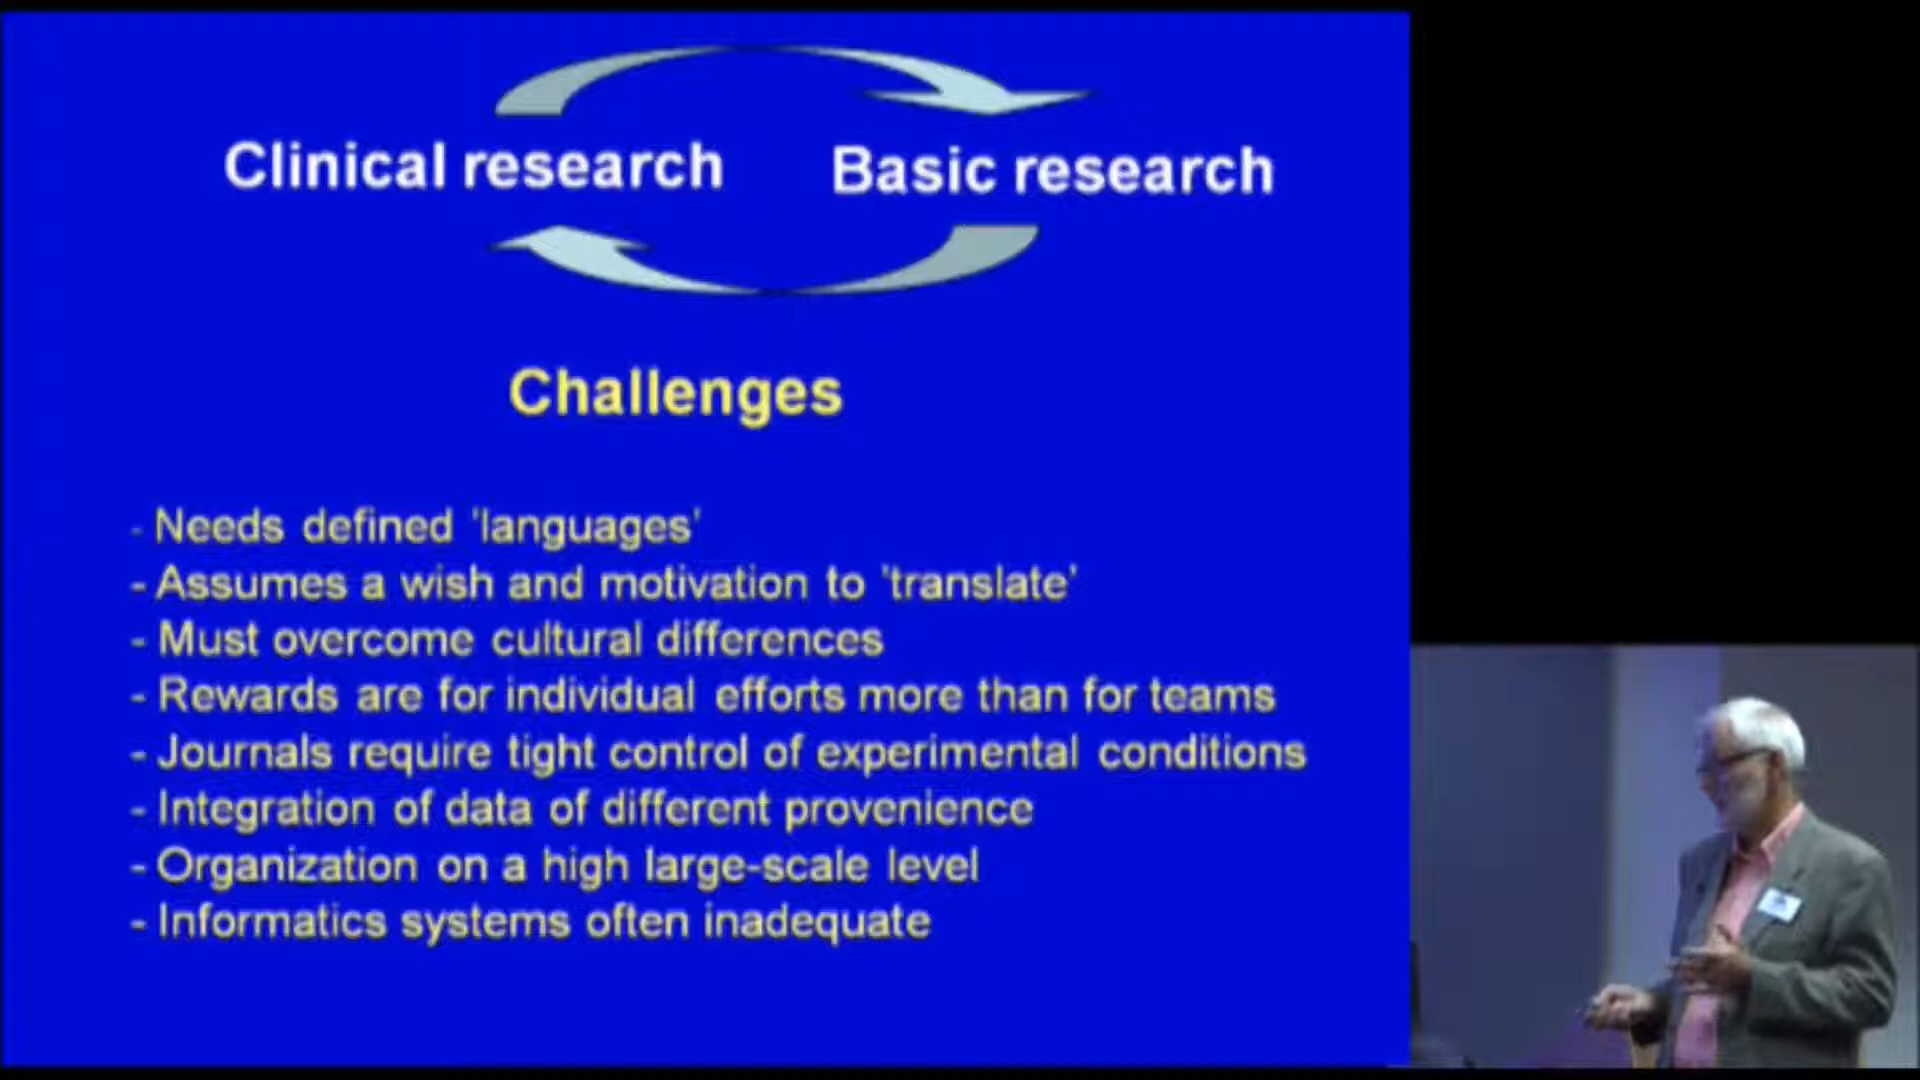 Clinical research Basic research
Challenges
- Needs defined 'languages'
- Assumes a wish and motivation to 'translate'
- Must overcome cultural differences
- Rewards are for individual efforts more than for teams
- Journals require tight control of experimental conditions
- Integration of data of different provenience
- Organization on a high large-scale level
- Informatics systems often inadequate